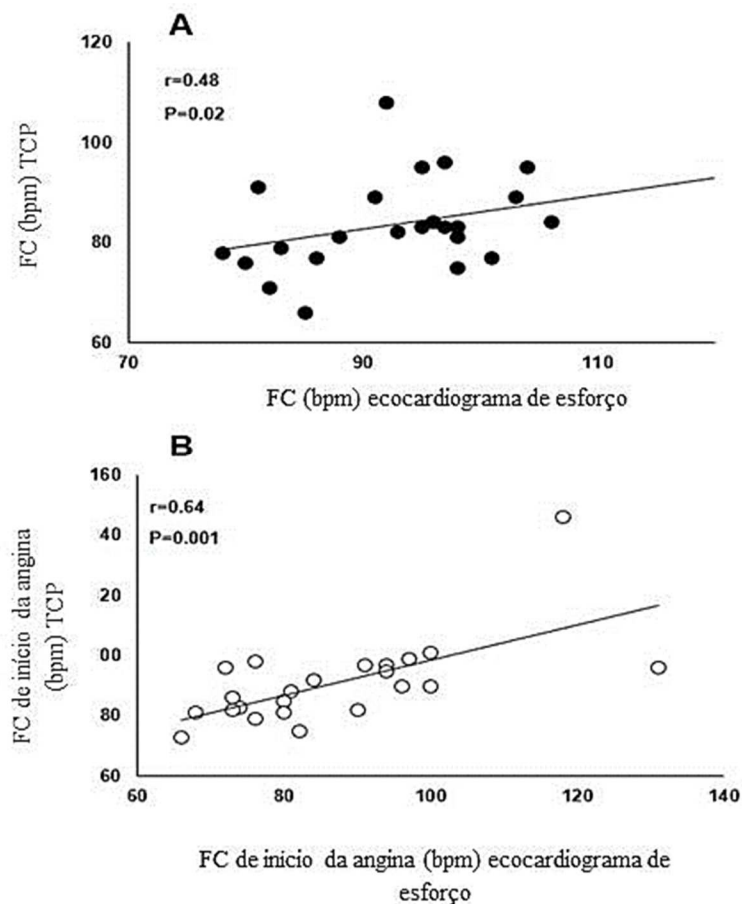 A
120
r=0.48
P=0.02
100
80
60
FC (bpm) TCP
70
90
110
FC (bpm) ecocardiograma de esforço
B
160
r=0.64
P=0.001
40
20
00
80
60
FC de início da angina
(bpm) TCP
60
80
100
120
140
FC de inicio da angina (bpm) ecocardiograma de
esforço